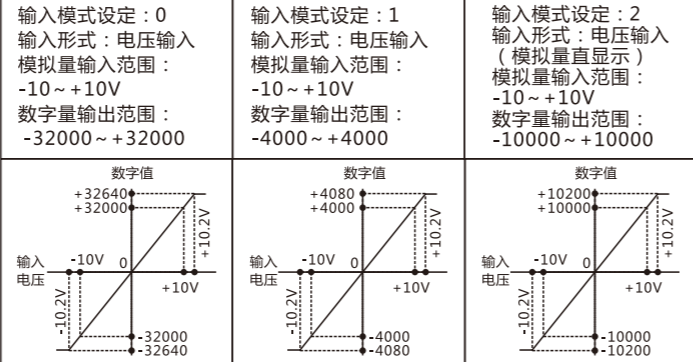 输入模式设定：0
输入形式：电压输入
模拟量输入范围：
-10～+10V
数字量输出范围：
-32000～+32000
输入模式设定：1
输入形式：电压输入
模拟量输入范围：
-10～+10V
数字量输出范围：
-4000～+4000
输入模式设定：2
输入形式：电压输入
（模拟量直显示）
模拟量输入范围：
-10～+10V
数字量输出范围：
-10000～+10000
数字值
+32640
+32000
+10.2V
-10V
0
输入
电压
+10V
-10.2V
-32000
-32640
数字值
+4080
+4000
+10.2V
-10V
0
输入
电压
+10V
-10.2V
-4000
-4080
数字值
+10200
+10000
+10.2V
-10V
0
输入
电压
+10V
-10.2V
-10000
-10200